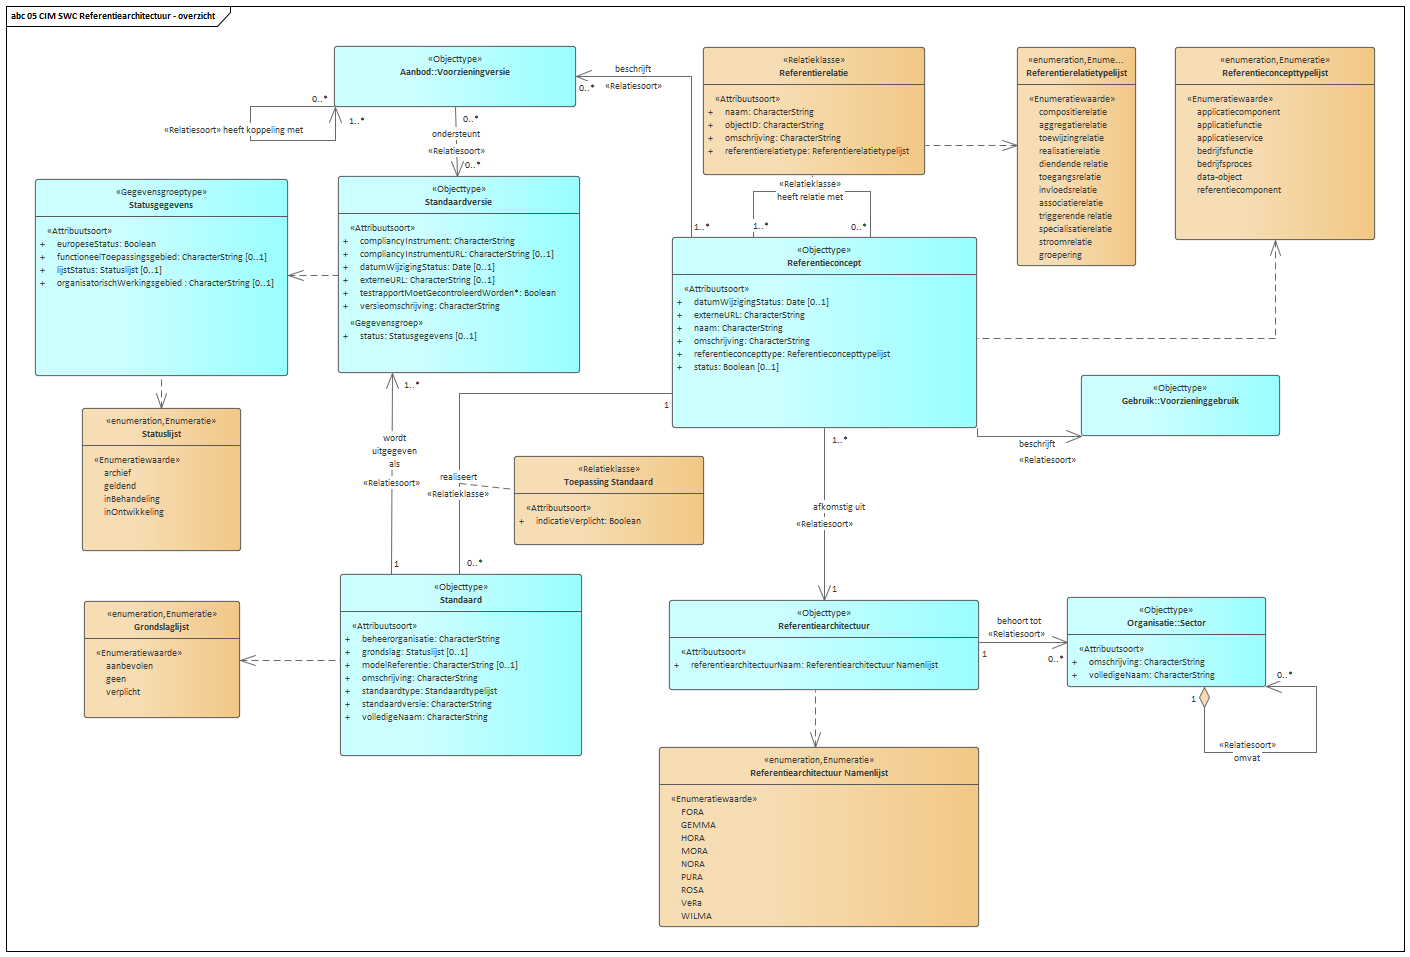 abc 05 CIM SWC Referentiearchitectuur - overzicht
«Objecttype»
Aanbod::Voorzieningversie
0..*
1..*
«Relatiesoort» heeft koppeling met
0..*
ondersteunt
«Relatiesoort»
0..*
beschrijft
0..*
«Relatiesoort»
1..*
«Relatieklasse»
Referentierelatie
«Attribuutsoort»
+ naam: CharacterString
+ objectID: CharacterString
+ omschrijving: CharacterString
+ referentierelatietype: Referentierelatietypelijst
«Relatieklasse»
heeft relatie met
1..*
0..*
«enumeration,Enume...
Referentierelatietypelijst
«Enumeratiewaarde»
compositierelatie
aggregatierelatie
toewijzingrelatie
realisatierelatie
diendende relatie
toegangsrelatie
invloedsrelatie
associatierelatie
triggerende relatie
specialisatierelatie
stroomrelatie
groepering
«enumeration,Enumeratie»
Referentieconcepttypelijst
«Enumeratiewaarde»
applicatiecomponent
applicatiefunctie
applicatieservice
bedrijfsfunctie
bedrijfsproces
data-object
referentiecomponent
«Gegevensgroeptype»
Statusgegevens
«Attribuutsoort»
+ europeseStatus: Boolean
+ functioneelToepassingsgebied: CharacterString [0..1]
+ lijstStatus: Statuslijst [0..1]
+ organisatorischWerkingsgebied : CharacterString [0..1]
«Objecttype»
Standaardversie
«Attribuutsoort»
+ compliancyInstrument: CharacterString
+ compliancyInstrumentURL: CharacterString [0..1]
+ datumWijzigingStatus: Date [0..1]
+ externeURL: CharacterString [0..1]
+ testrapportMoetGecontroleerdWorden*: Boolean
+ versieomschrijving: CharacterString
«Gegevensgroep»
+ status: Statusgegevens [0..1]
«Objecttype»
Referentieconcept
«Attribuutsoort»
+ datumWijzigingStatus: Date [0..1]
+ externeURL: CharacterString
+ naam: CharacterString
+ omschrijving: CharacterString
+ referentieconcepttype: Referentieconcepttypelijst
+ status: Boolean [0..1]
«Objecttype»
Gebruik::Voorzieninggebruik
beschrijft
«Relatiesoort»
«enumeration,Enumeratie»
Statuslijst
«Enumeratiewaarde»
archief
geldend
inBehandeling
inOntwikkeling
1..*
wordt
uitgegeven
als
«Relatiesoort»
1
1
realiseert
«Relatieklasse»
0..*
«Relatieklasse»
Toepassing Standaard
«Attribuutsoort»
+ indicatieVerplicht: Boolean
1..*
afkomstig uit
«Relatiesoort»
1
«enumeration,Enumeratie»
Grondslaglijst
«Enumeratiewaarde»
aanbevolen
geen
verplicht
«Objecttype»
Standaard
«Attribuutsoort»
+ beheerorganisatie: CharacterString
+ grondslag: Statuslijst [0..1]
+ modelReferentie: CharacterString [0..1]
+ omschrijving: CharacterString
+ standaardtype: Standaardtypelijst
+ standaardversie: CharacterString
+ volledigeNaam: CharacterString
«Objecttype»
Referentiearchitectuur
«Attribuutsoort»
+ referentiearchitectuurNaam: Referentiearchitectuur Namenlijst
behoort tot
«Relatiesoort»
1
0..*
«Objecttype»
Organisatie::Sector
«Attribuutsoort»
+ omschrijving: CharacterString
+ volledigeNaam: CharacterString
0..*
1
«Relatiesoort»
omvat
«enumeration,Enumeratie»
Referentiearchitectuur Namenlijst
«Enumeratiewaarde»
FORA
GEMMA
HORA
MORA
NORA
PURA
ROSA
VeRa
WILMA